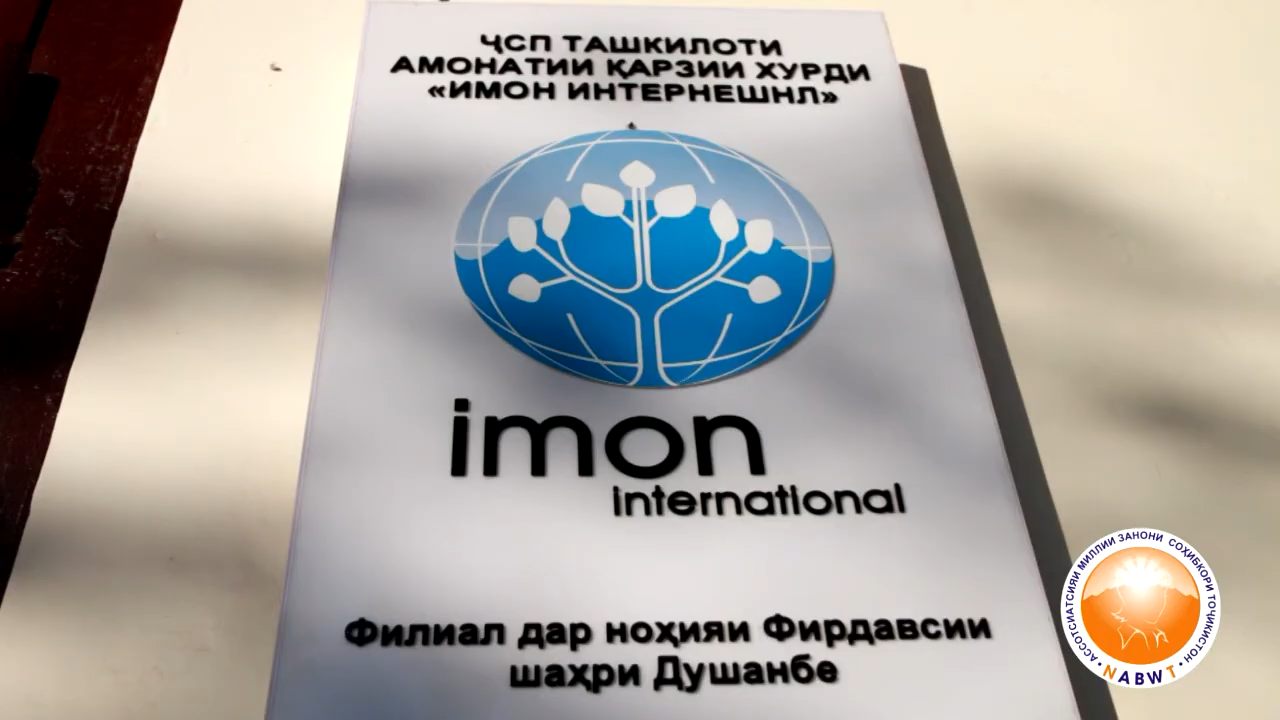 ҶСП ТАШКИЛОТИ
АМОНАТИИ ҚАРЗИИ ХУРДИ
«ИМОН ИНТЕРНЕШНЛ»
imon
international
Филиал дар ноҳияи Фирдавсии
шаҳри Душанбе
АССОТСИАТСИЯИ МИЛЛИИ ЗАНОНИ СОҲИБКОРИ ТОҶИКИСТОН
NABWT